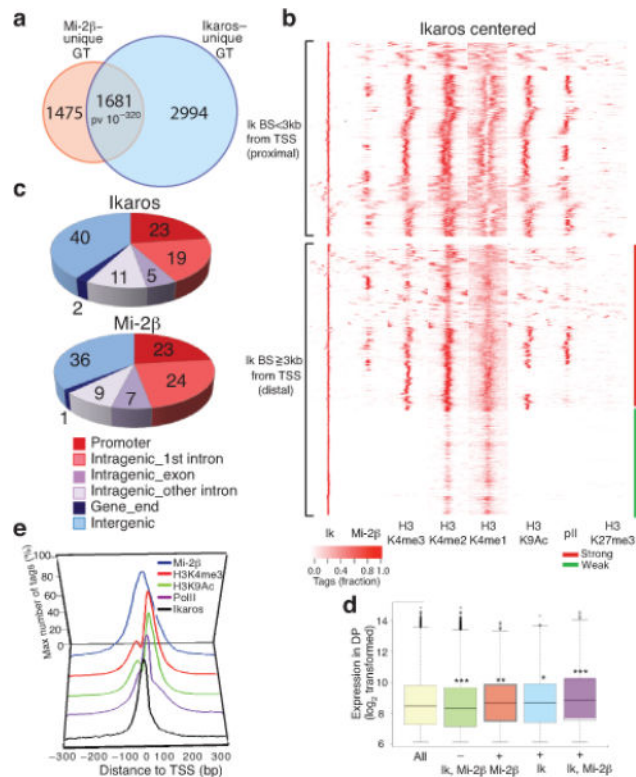 a
Mi-2β–
unique
GT
Ikaros–
unique
GT
1475
1681
pv 10⁻³²⁰
2994
b
Ikaros centered
Ik BS<3kb
from TSS
(proximal)
Ik BS≧3kb
from TSS
(distal)
Ik
Mi-2β
H3
K4me3
H3
K4me2
H3
K4me1
H3
K9Ac
pII
H3
K27me3
0.0
0.5
1.0
Tags (fraction)
Strong
Weak
c
Ikaros
40
23
19
5
11
2
Mi-2β
36
23
24
7
9
1
Promoter
Intragenic_1st intron
Intragenic_exon
Intragenic_other intron
Gene_end
Intergenic
e
Max number of tags (%)
100
80
60
40
20
0
Mi-2β
H3K4me3
H3K9Ac
PolII
Ikaros
−300 −200 −100 0 100 200 300
Distance to TSS (bp)
d
Expression in DP
(log₂ transformed)
14
12
10
8
6
***
**
*
***
All
−
Ik, Mi-2β
+
Mi-2β
+
Ik
+
Ik, Mi-2β